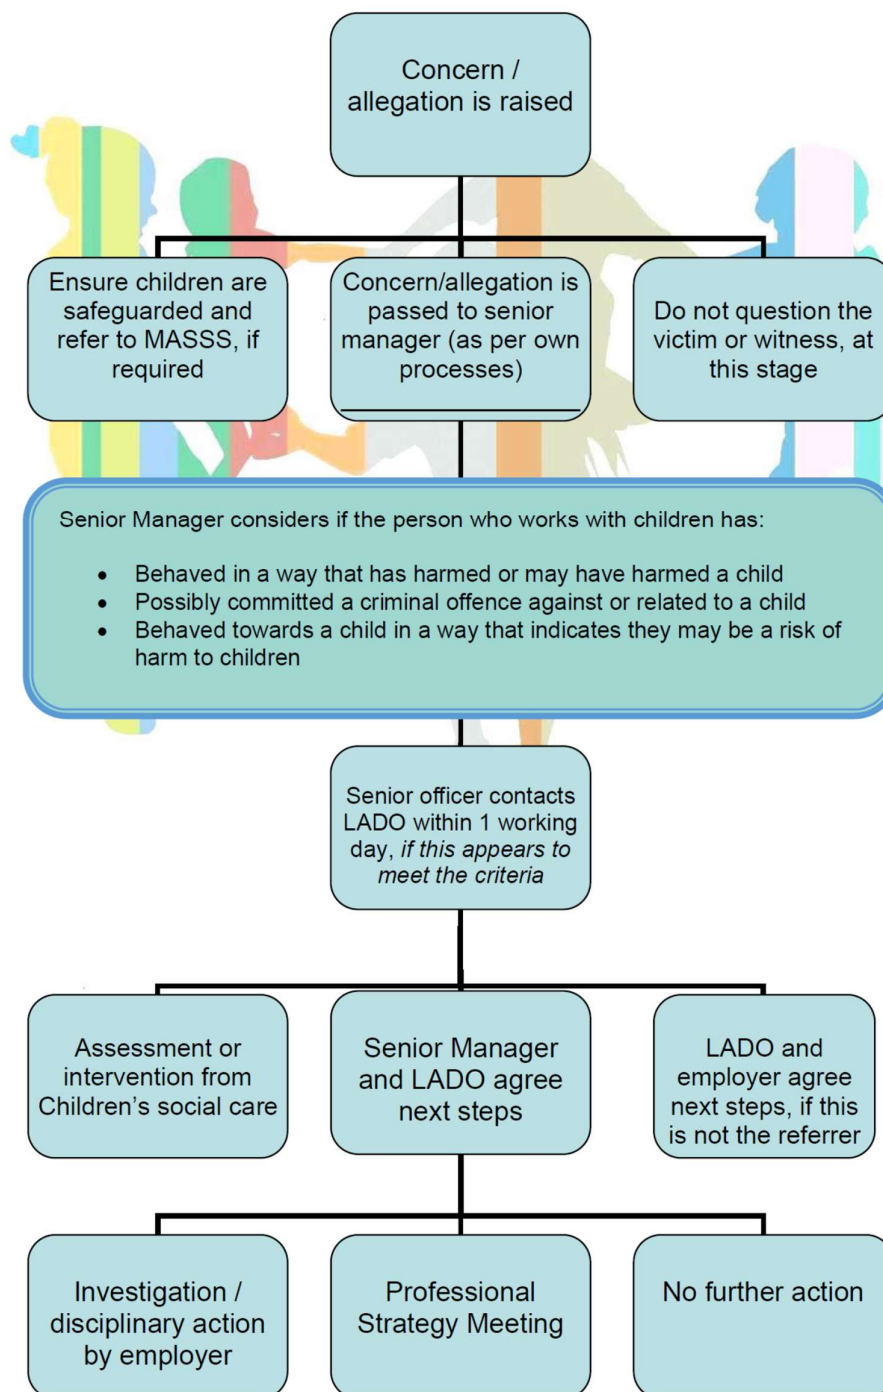 Concern /
allegation is raised
Ensure children are
safeguarded and
refer to MASSS, if
required
Concern/allegation is
passed to senior
manager (as per own
processes)
Do not question the
victim or witness, at
this stage
Senior Manager considers if the person who works with children has:
• Behaved in a way that has harmed or may have harmed a child
• Possibly committed a criminal offence against or related to a child
• Behaved towards a child in a way that indicates they may be a risk of
harm to children
Senior officer contacts
LADO within 1 working
day, if this appears to
meet the criteria
Assessment or
intervention from
Children’s social care
Senior Manager
and LADO agree
next steps
LADO and
employer agree
next steps, if this
is not the referrer
Investigation /
disciplinary action
by employer
Professional
Strategy Meeting
No further action